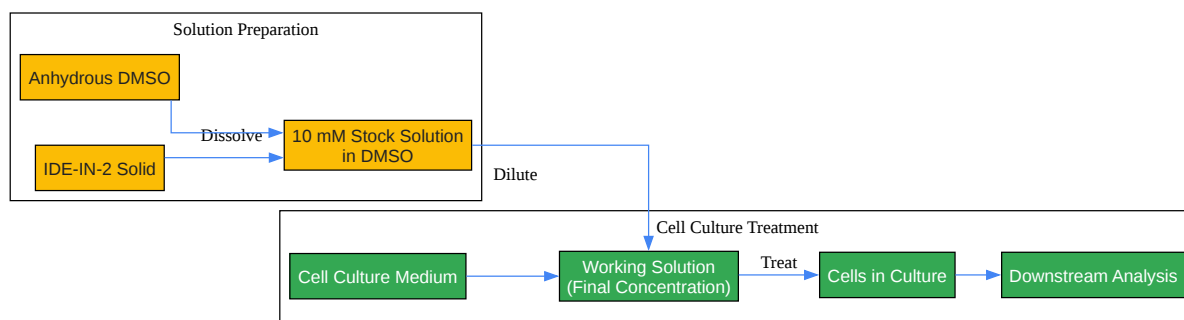 Solution Preparation
Anhydrous DMSO
Dissolve
IDE-IN-2 Solid
10 mM Stock Solution
in DMSO
Dilute
Cell Culture Treatment
Cell Culture Medium
Working Solution
(Final Concentration)
Treat
Cells in Culture
Downstream Analysis